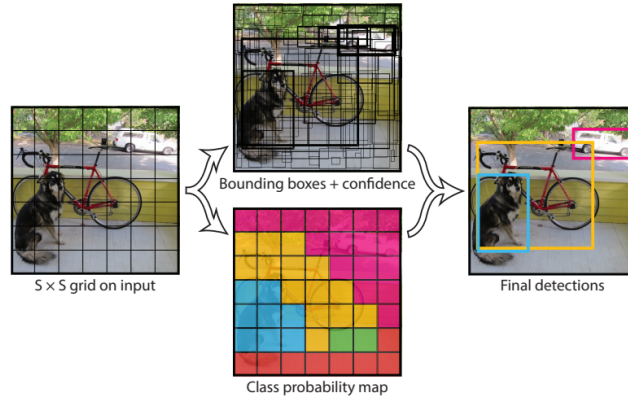 Bounding boxes + confidence
S × S grid on input
Final detections
Class probability map